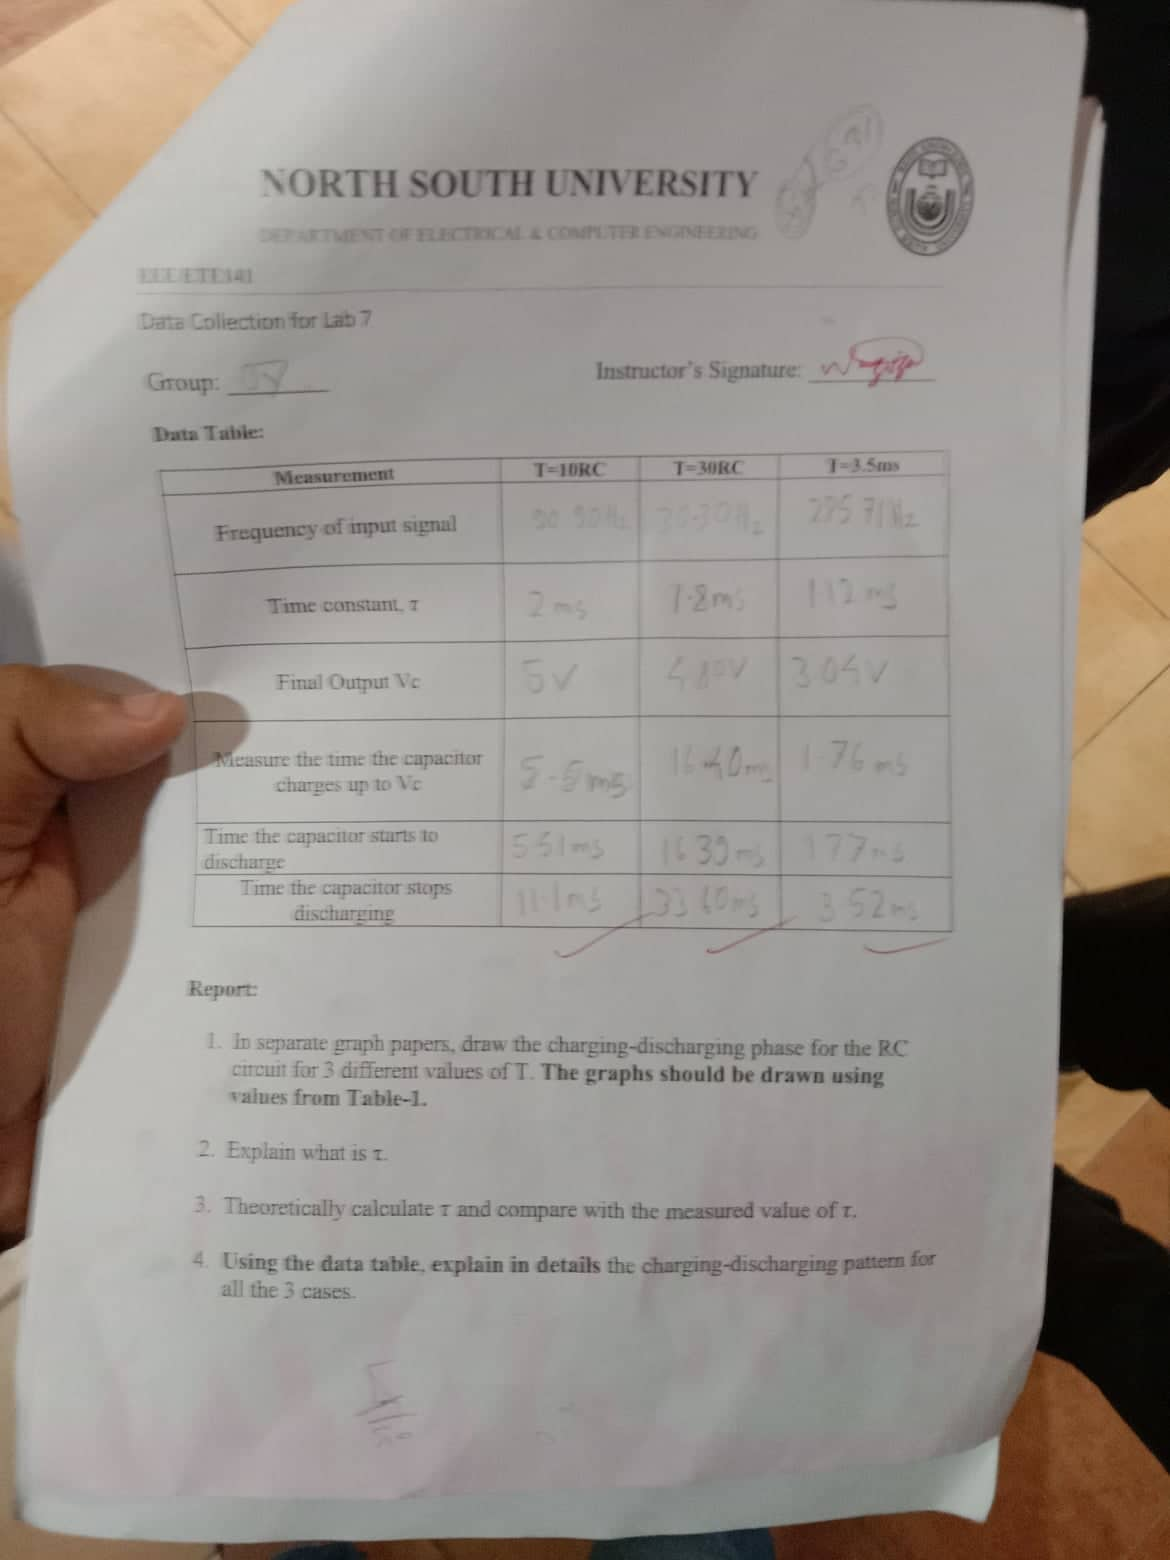 NORTH SOUTH UNIVERSITY
DEPARTMENT OF ELECTRICAL & COMPUTER ENGINEERING
EEE/ETE141
Data Collection for Lab 7
Group:
Instructor's Signature:
Data Table:
Measurement T=10RC T=30RC T=3.5ms
Frequency of input signal 90.90Hz 30.30Hz 285.71Hz
Time constant, τ 2ms 1.8ms 1.12ms
Final Output Vc 5V 4.80V 3.04V
Measure the time the capacitor
charges up to Vc 5.5ms 16.40ms 1.76ms
Time the capacitor starts to
discharge 5.51ms 16.39ms 1.77ms
Time the capacitor stops
discharging 11.1ms 33.60ms 3.52ms
Report:
1. In separate graph papers, draw the charging-discharging phase for the RC
circuit for 3 different values of T. The graphs should be drawn using
values from Table-1.
2. Explain what is τ.
3. Theoretically calculate τ and compare with the measured value of τ.
4. Using the data table, explain in details the charging-discharging pattern for
all the 3 cases.